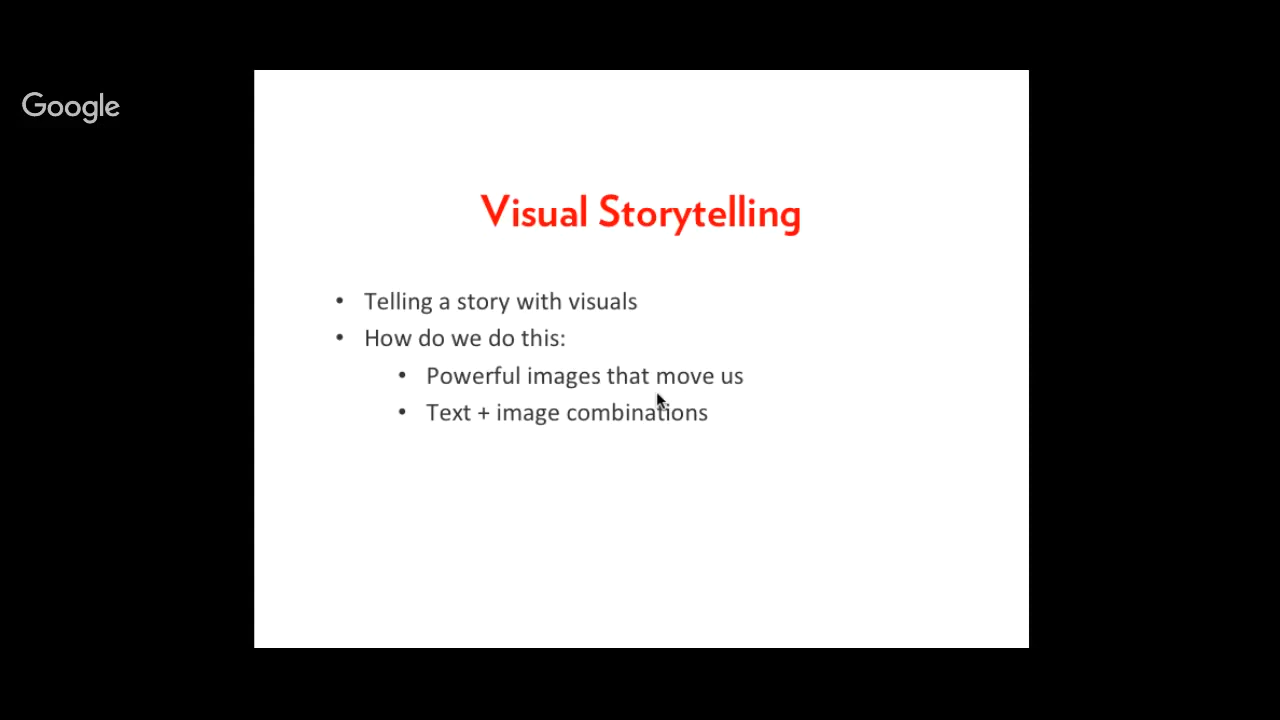 Google
Visual Storytelling
• Telling a story with visuals
• How do we do this:
• Powerful images that move us
• Text + image combinations